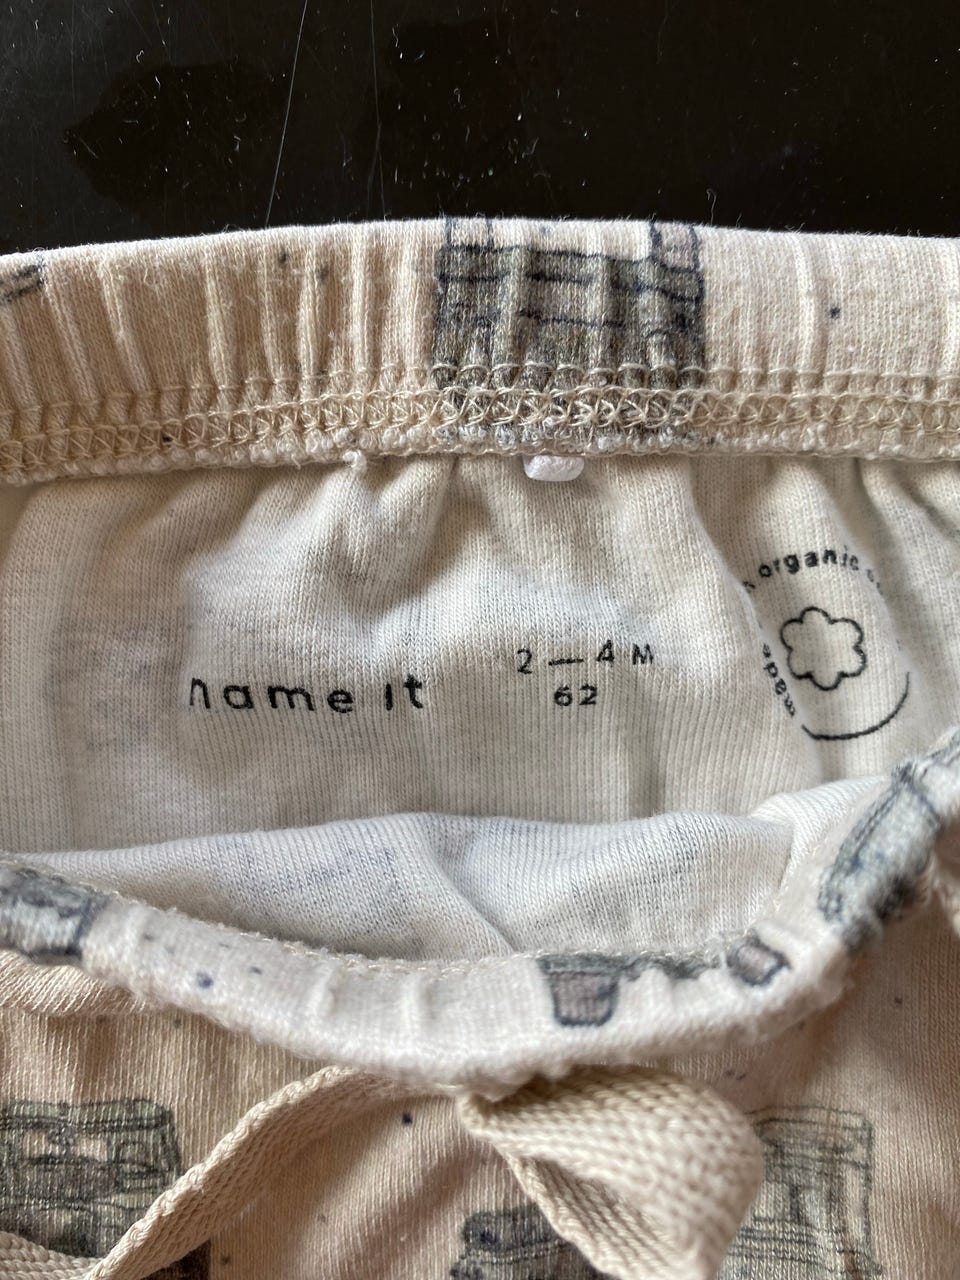 name it
2 — 4 M
62
organic
made